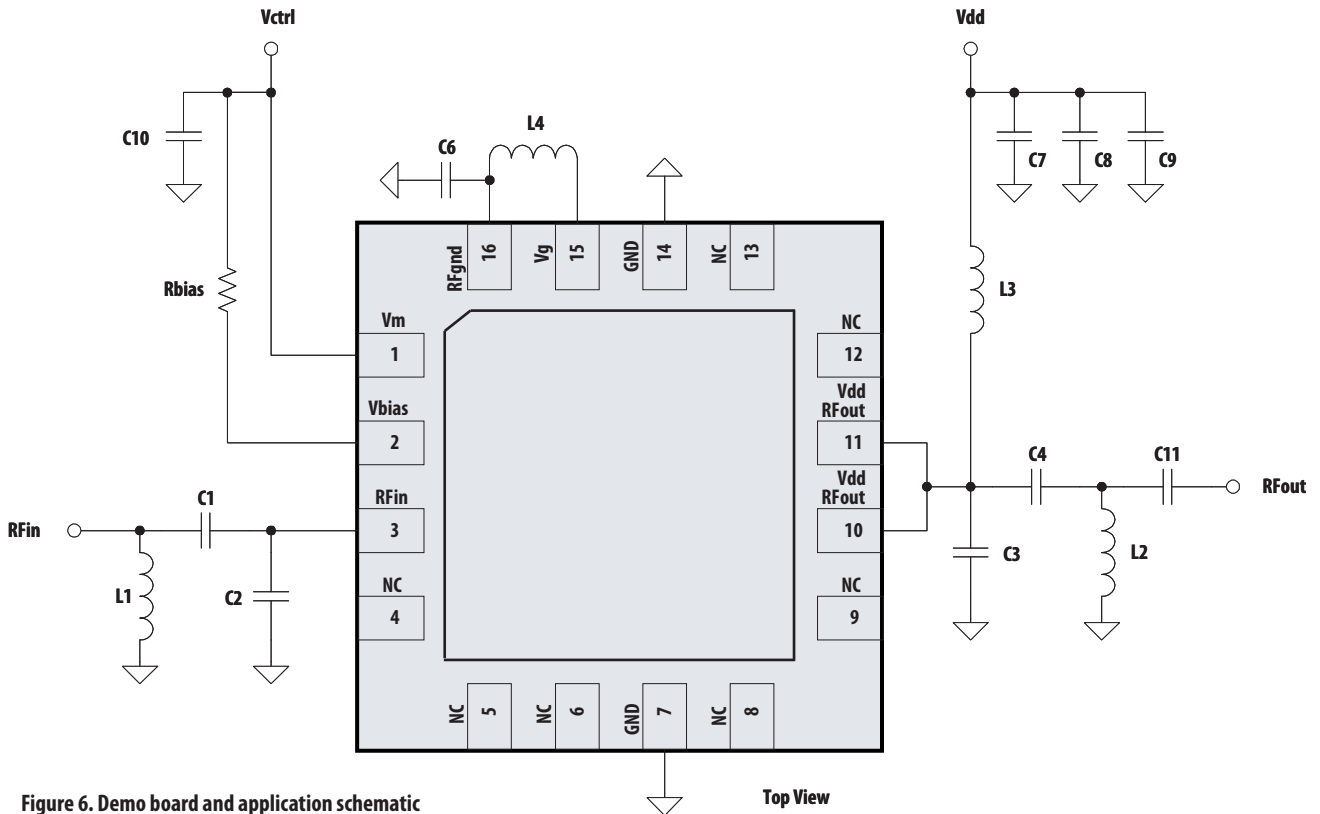 Vctrl
Vdd
C10
C6
L4
C7
C8
C9
RFgnd
16
Vg
15
GND
14
NC
13
Rbias
L3
Vm
1
NC
12
Vbias
2
Vdd
RFout
11
C4
C11
RFin
C1
RFin
3
Vdd
RFout
10
RFout
L1
C2
NC
4
NC
9
C3
L2
NC
5
NC
6
GND
7
NC
8
Figure 6. Demo board and application schematic
Top View